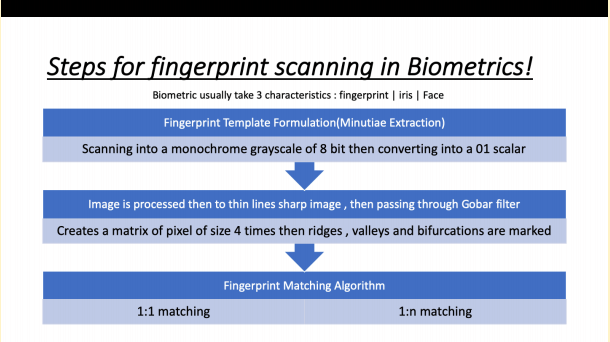 Steps for fingerprint scanning in Biometrics!
Biometric usually take 3 characteristics : fingerprint | iris | Face
Fingerprint Template Formulation(Minutiae Extraction)
Scanning into a monochrome grayscale of 8 bit then converting into a 01 scalar
Image is processed then to thin lines sharp image , then passing through Gobar filter
Creates a matrix of pixel of size 4 times then ridges , valleys and bifurcations are marked
Fingerprint Matching Algorithm
1:1 matching
1:n matching